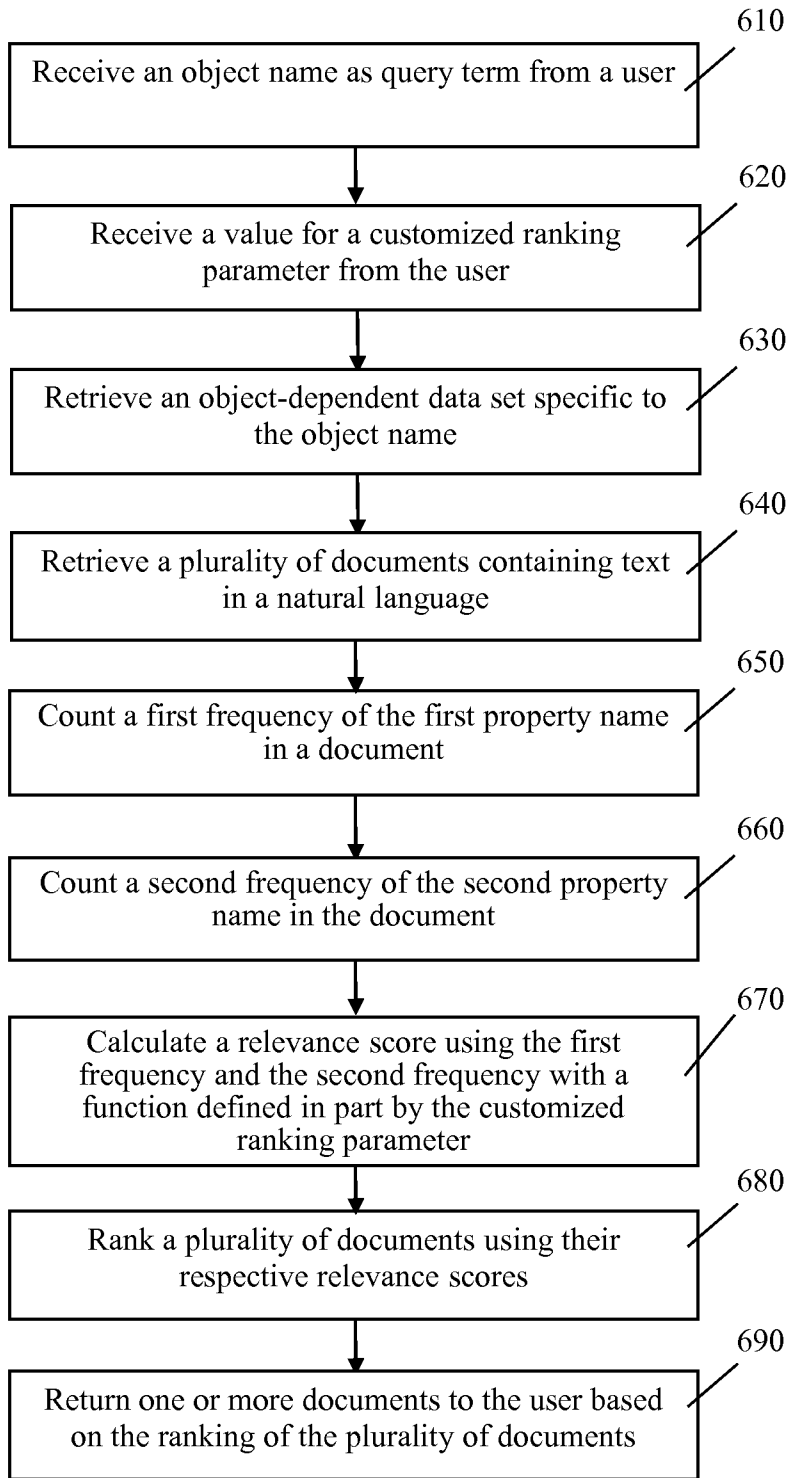 610
Receive an object name as query term from a user
620
Receive a value for a customized ranking
parameter from the user
630
Retrieve an object-dependent data set specific to
the object name
640
Retrieve a plurality of documents containing text
in a natural language
650
Count a first frequency of the first property name
in a document
660
Count a second frequency of the second property
name in the document
670
Calculate a relevance score using the first
frequency and the second frequency with a
function defined in part by the customized
ranking parameter
680
Rank a plurality of documents using their
respective relevance scores
690
Return one or more documents to the user based
on the ranking of the plurality of documents